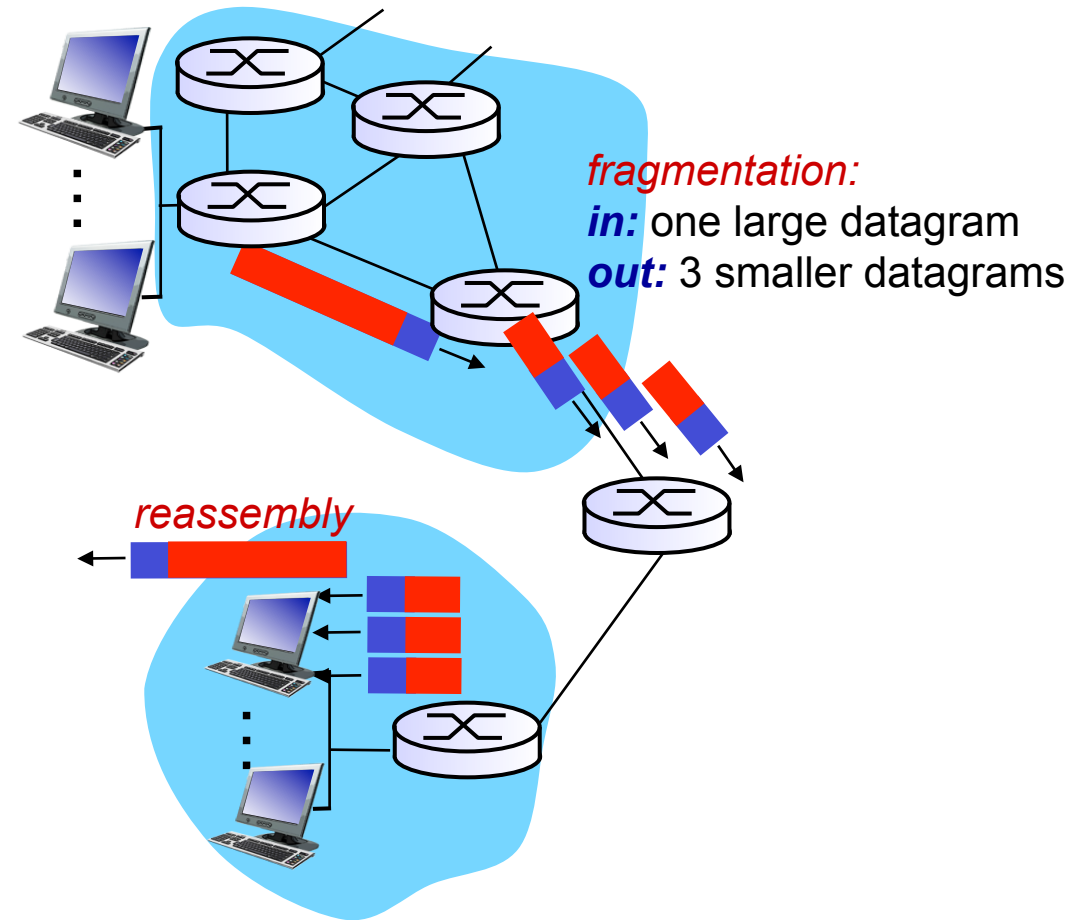 fragmentation:
in: one large datagram
out: 3 smaller datagrams
reassembly